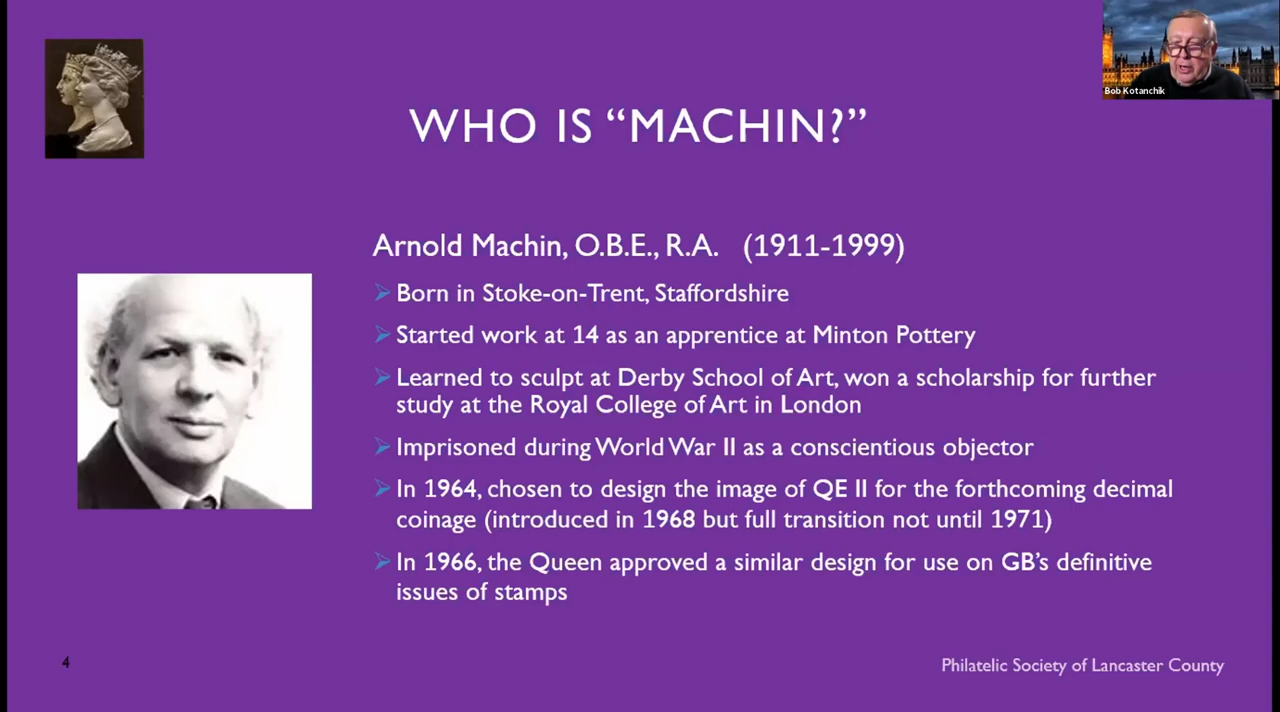 Bob Kotanchik
WHO IS “MACHIN?”
Arnold Machin, O.B.E., R.A. (1911-1999)
➢ Born in Stoke-on-Trent, Staffordshire
➢ Started work at 14 as an apprentice at Minton Pottery
➢ Learned to sculpt at Derby School of Art, won a scholarship for further
study at the Royal College of Art in London
➢ Imprisoned during World War II as a conscientious objector
➢ In 1964, chosen to design the image of QE II for the forthcoming decimal
coinage (introduced in 1968 but full transition not until 1971)
➢ In 1966, the Queen approved a similar design for use on GB’s definitive
issues of stamps
4
Philatelic Society of Lancaster County